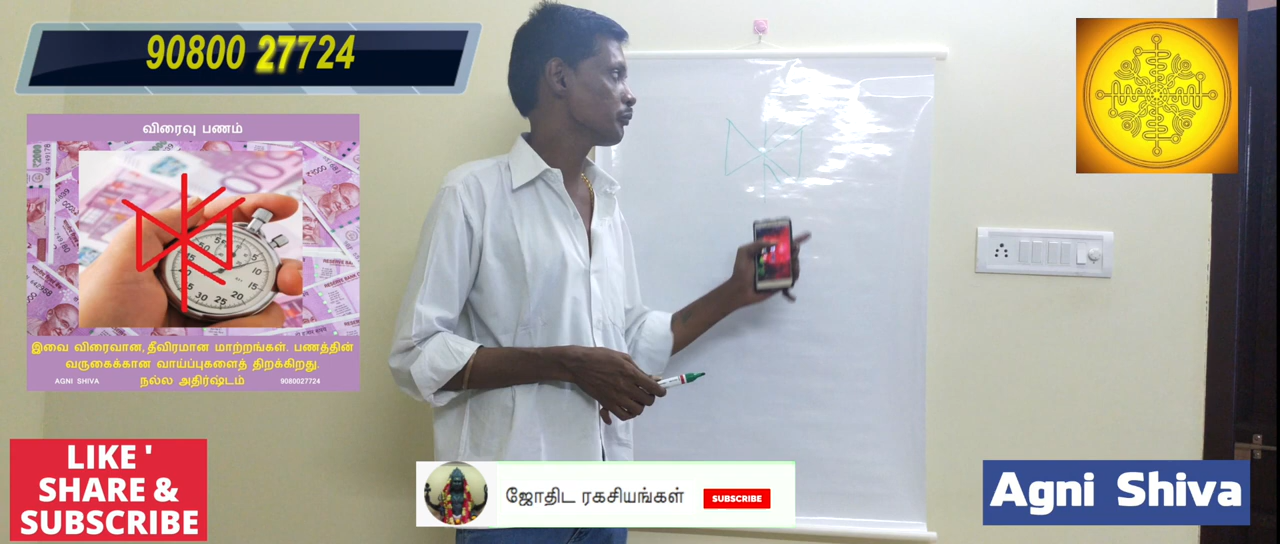 90800 27724
விரைவு பணம்
இவை விரைவான, தீவிரமான மாற்றங்கள். பணத்தின்
வருகைக்கான வாய்ப்புகளைத் திறக்கிறது.
AGNI SHIVA நல்ல அதிர்ஷ்டம் 9080027724
LIKE '
SHARE &
SUBSCRIBE
ஜோதிட ரகசியங்கள்
SUBSCRIBE
Agni Shiva